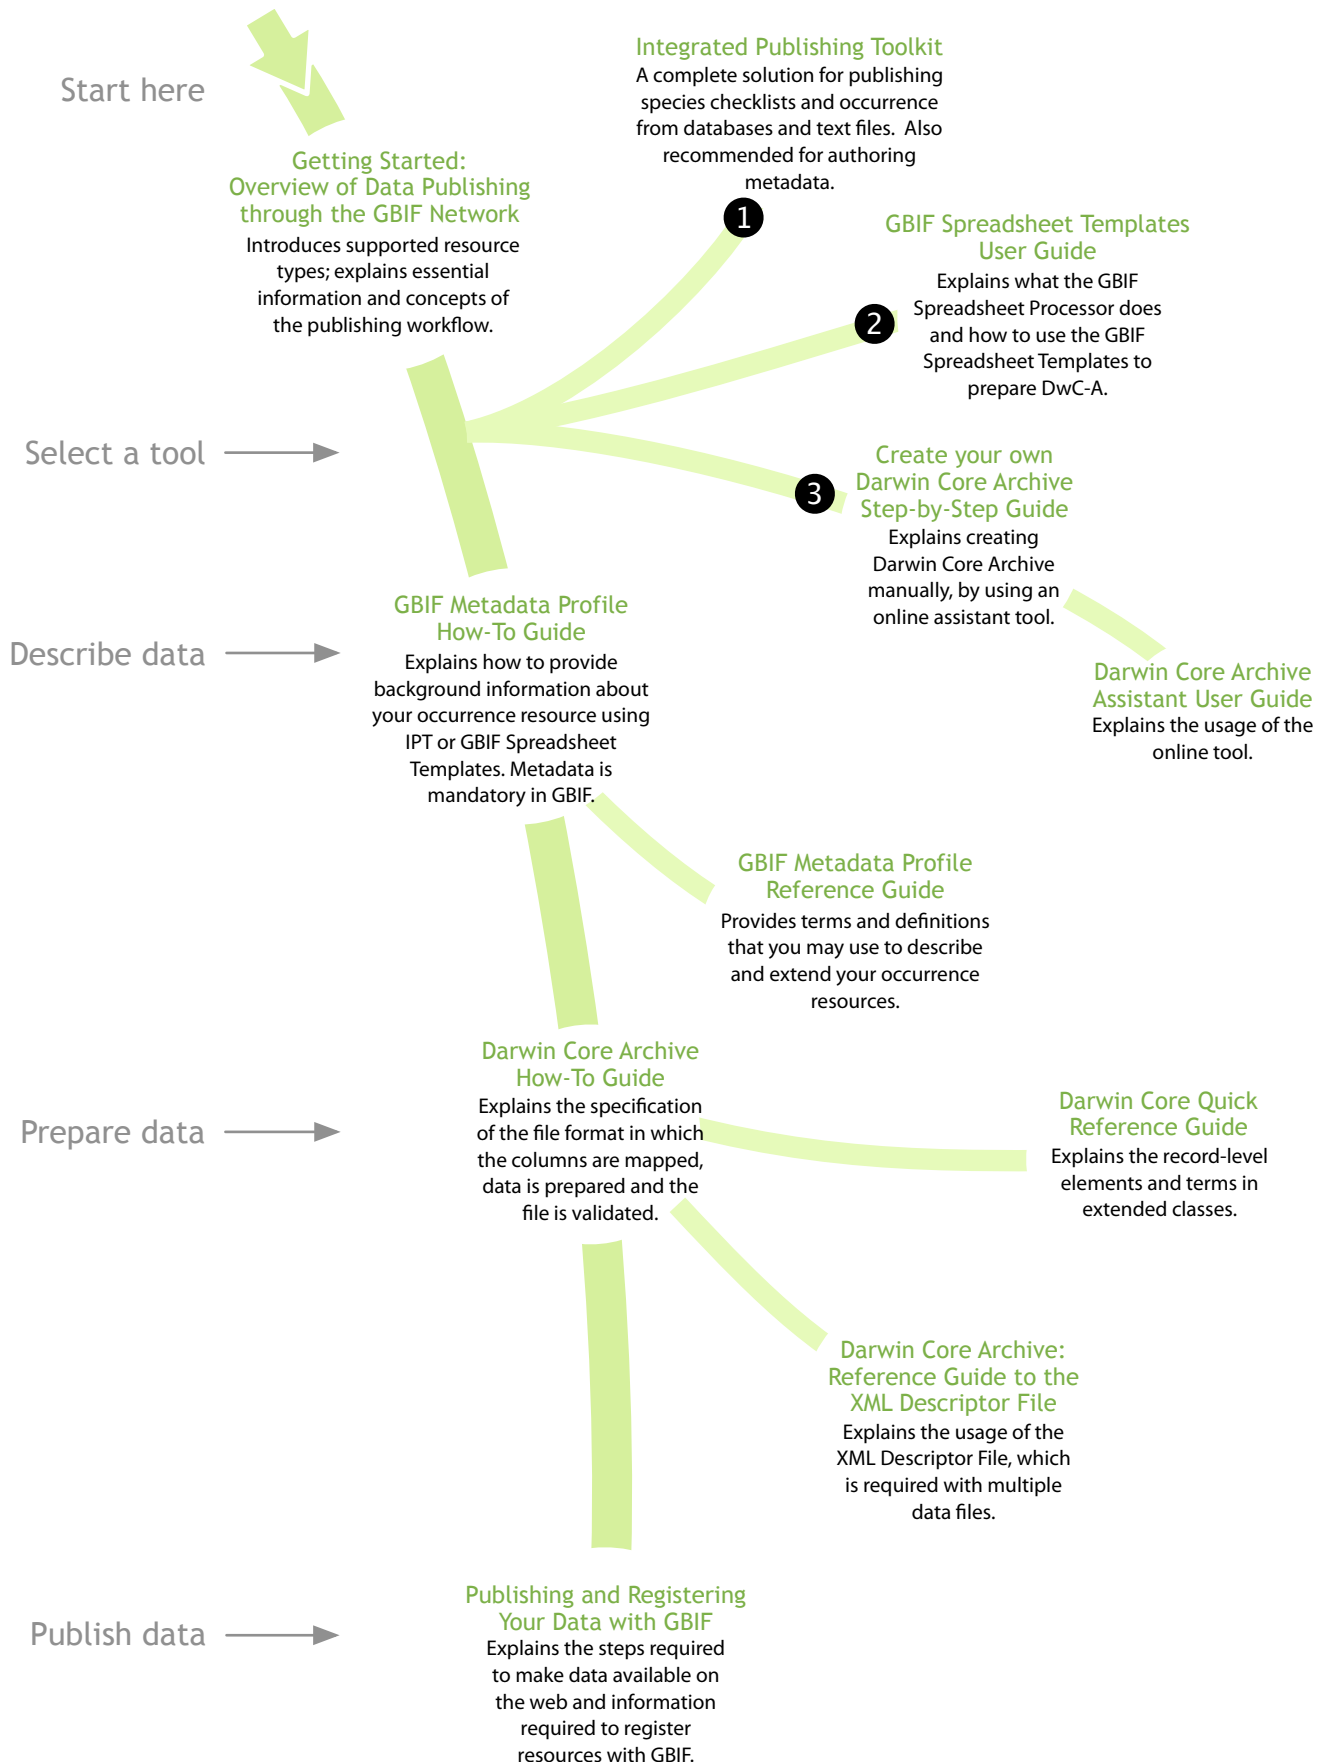 Start here
Getting Started:
Overview of Data Publishing
through the GBIF Network
Introduces supported resource
types; explains essential
information and concepts of
the publishing workflow.
Integrated Publishing Toolkit
A complete solution for publishing
species checklists and occurrence
from databases and text files.  Also
recommended for authoring
metadata.
1
GBIF Spreadsheet Templates
User Guide
Explains what the GBIF
Spreadsheet Processor does
and how to use the GBIF
Spreadsheet Templates to
prepare DwC-A.
2
Select a tool
3
Create your own
Darwin Core Archive
Step-by-Step Guide
Explains creating
Darwin Core Archive
manually, by using an
online assistant tool.
Darwin Core Archive
Assistant User Guide
Explains the usage of the
online tool.
Describe data
GBIF Metadata Profile
How-To Guide
Explains how to provide
background information about
your occurrence resource using
IPT or GBIF Spreadsheet
Templates. Metadata is
mandatory in GBIF.
GBIF Metadata Profile
Reference Guide
Provides terms and definitions
that you may use to describe
and extend your occurrence
resources.
Prepare data
Darwin Core Archive
How-To Guide
Explains the specification
of the file format in which
the columns are mapped,
data is prepared and the
file is validated.
Darwin Core Quick
Reference Guide
Explains the record-level
elements and terms in
extended classes.
Darwin Core Archive:
Reference Guide to the
XML Descriptor File
Explains the usage of the
XML Descriptor File, which
is required with multiple
data files.
Publish data
Publishing and Registering
Your Data with GBIF
Explains the steps required
to make data available on
the web and information
required to register
resources with GBIF.